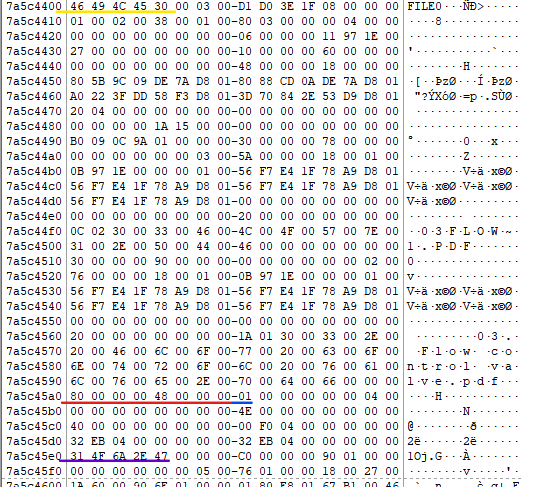 7a5c4400 46 49 4C 45 30 00 03 00-D1 D0 3E 1F 08 00 00 00 FILE0···ÑÐ>·····
7a5c4410 01 00 02 00 38 00 01 00-80 03 00 00 00 04 00 00 ····8···········
7a5c4420 00 00 00 00 00 00 00 00-06 00 00 00 11 97 1E 00 ················
7a5c4430 27 00 00 00 00 00 00 00-10 00 00 00 60 00 00 00 '···········`···
7a5c4440 00 00 00 00 00 00 00 00-48 00 00 00 18 00 00 00 ········H·······
7a5c4450 80 5B 9C 09 DE 7A D8 01-80 88 CD 0A DE 7A D8 01 ·[··ÞzØ···Í·ÞzØ·
7a5c4460 A0 22 3F DD 58 F3 D8 01-3D 70 84 2E 53 D9 D8 01 "?ÝXóØ·=p·.SÙØ·
7a5c4470 20 04 00 00 00 00 00 00-00 00 00 00 00 00 00 00 ···············
7a5c4480 00 00 00 00 1A 15 00 00-00 00 00 00 00 00 00 00 ················
7a5c4490 B0 09 0C 9A 01 00 00 00-30 00 00 00 78 00 00 00 °·······0···x···
7a5c44a0 00 00 00 00 00 00 03 00-5A 00 00 00 18 00 01 00 ········Z·······
7a5c44b0 0B 97 1E 00 00 00 01 00-56 F7 E4 1F 78 A9 D8 01 ········V÷ä·x©Ø·
7a5c44c0 56 F7 E4 1F 78 A9 D8 01-56 F7 E4 1F 78 A9 D8 01 V÷ä·x©Ø·V÷ä·x©Ø·
7a5c44d0 56 F7 E4 1F 78 A9 D8 01-00 00 00 00 00 00 00 00 V÷ä·x©Ø·········
7a5c44e0 00 00 00 00 00 00 00 00-20 00 00 00 00 00 00 00 ········ ·······
7a5c44f0 0C 02 30 00 33 00 46 00-4C 00 4F 00 57 00 7E 00 ··0·3·F·L·O·W·~·
7a5c4500 31 00 2E 00 50 00 44 00-46 00 00 00 00 00 00 00 1·.·P·D·F·······
7a5c4510 30 00 00 00 90 00 00 00-00 00 00 00 00 00 02 00 0···············
7a5c4520 76 00 00 00 18 00 01 00-0B 97 1E 00 00 00 01 00 v···············
7a5c4530 56 F7 E4 1F 78 A9 D8 01-56 F7 E4 1F 78 A9 D8 01 V÷ä·x©Ø·V÷ä·x©Ø·
7a5c4540 56 F7 E4 1F 78 A9 D8 01-56 F7 E4 1F 78 A9 D8 01 V÷ä·x©Ø·V÷ä·x©Ø·
7a5c4550 00 00 00 00 00 00 00 00-00 00 00 00 00 00 00 00 ················
7a5c4560 20 00 00 00 00 00 00 00-1A 01 30 00 33 00 2E 00 ·········0·3·.·
7a5c4570 20 00 46 00 6C 00 6F 00-77 00 20 00 63 00 6F 00 ·F·l·o·w· ·c·o·
7a5c4580 6E 00 74 00 72 00 6F 00-6C 00 20 00 76 00 61 00 n·t·r·o·l· ·v·a·
7a5c4590 6C 00 76 00 65 00 2E 00-70 00 64 00 66 00 00 00 l·v·e·.·p·d·f···
7a5c45a0 80 00 00 00 48 00 00 00-01 00 00 00 00 00 04 00 ····H···········
7a5c45b0 00 00 00 00 00 00 00 00-4E 00 00 00 00 00 00 00 ········N·······
7a5c45c0 40 00 00 00 00 00 00 00-00 F0 04 00 00 00 00 00 @········ð······
7a5c45d0 32 EB 04 00 00 00 00 00-32 EB 04 00 00 00 00 00 2ë······2ë······
7a5c45e0 31 4F 6A 2E 47 00 00 00-C0 00 00 00 90 01 00 00 1Oj.G···À·······
7a5c45f0 00 00 00 00 00 00 05 00-76 01 00 00 18 00 27 00 ········v·····'·